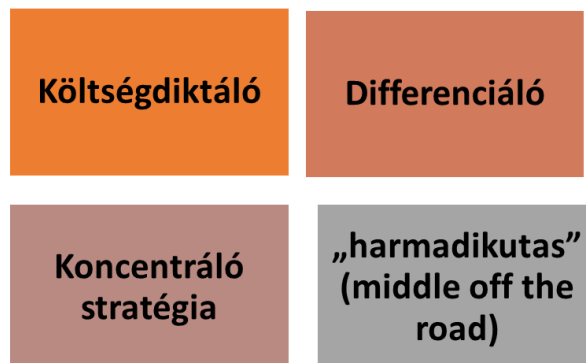 Költségdiktáló
Differenciáló
Koncentráló
stratégia
„harmadikutas”
(middle off the
road)